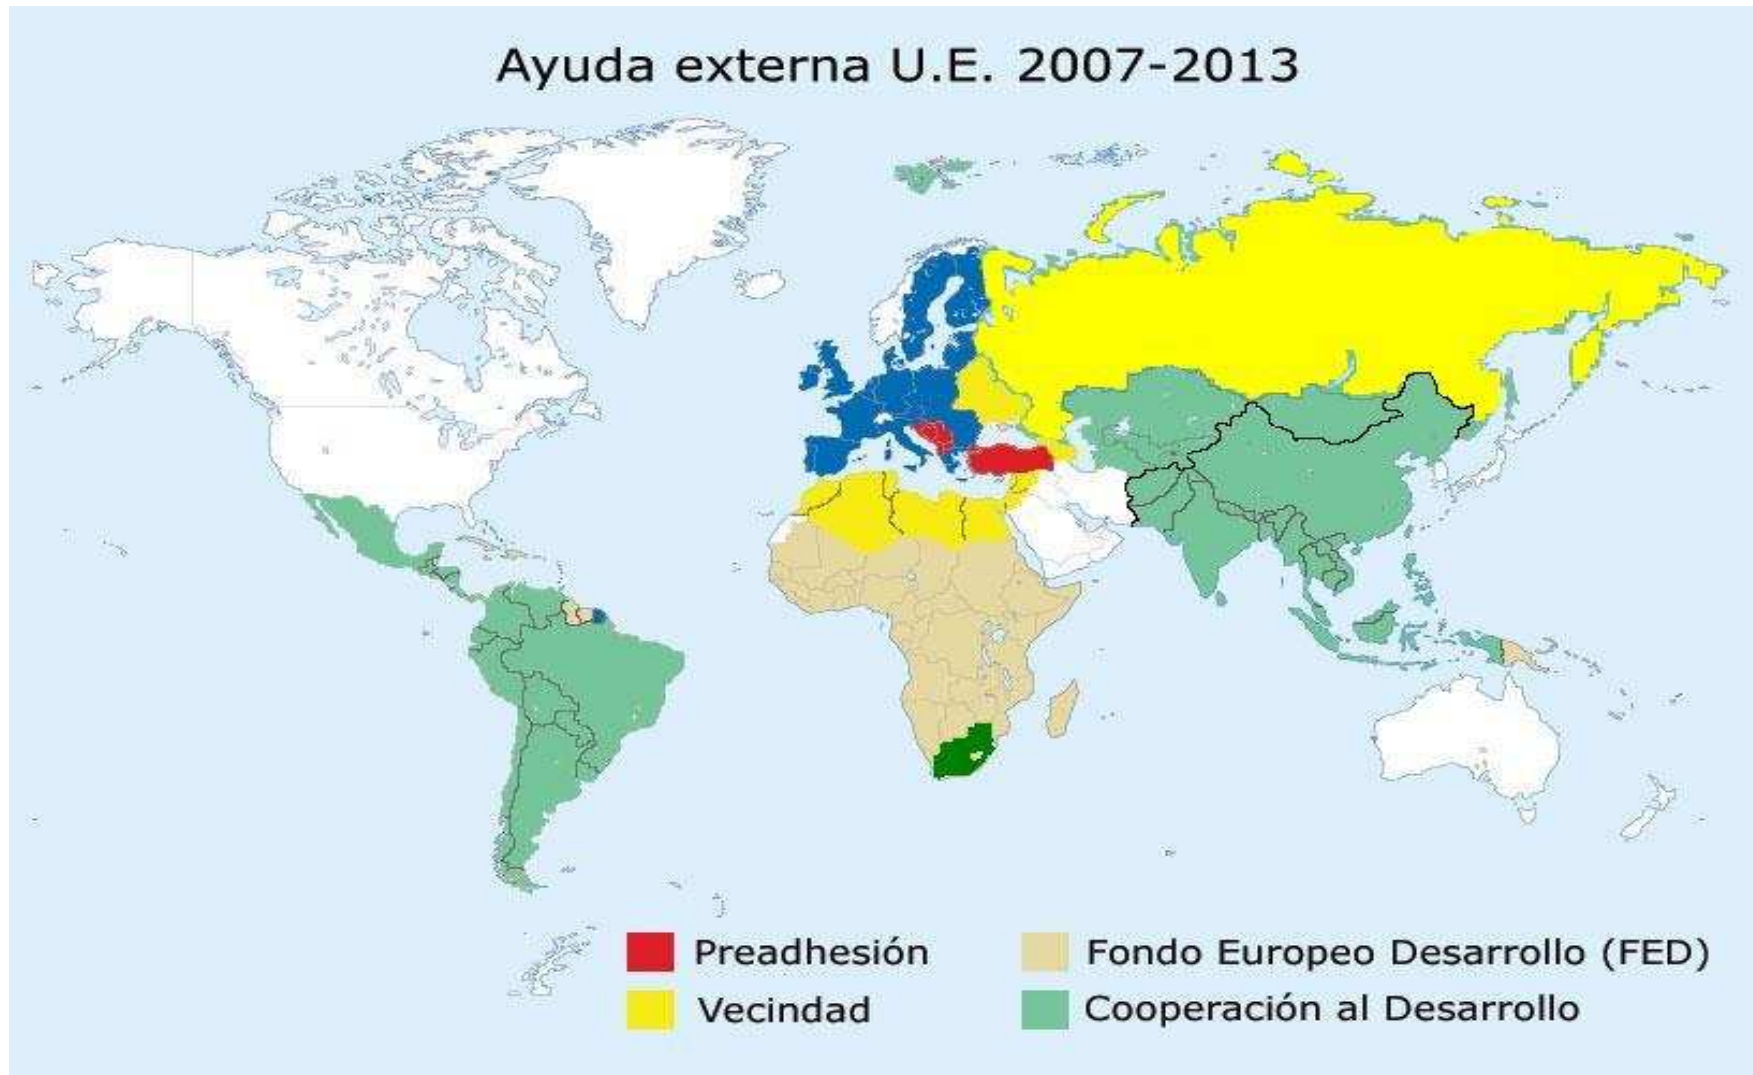 Ayuda externa U.E. 2007-2013
Preadhesión
Fondo Europeo Desarrollo (FED)
Vecindad
Cooperación al Desarrollo